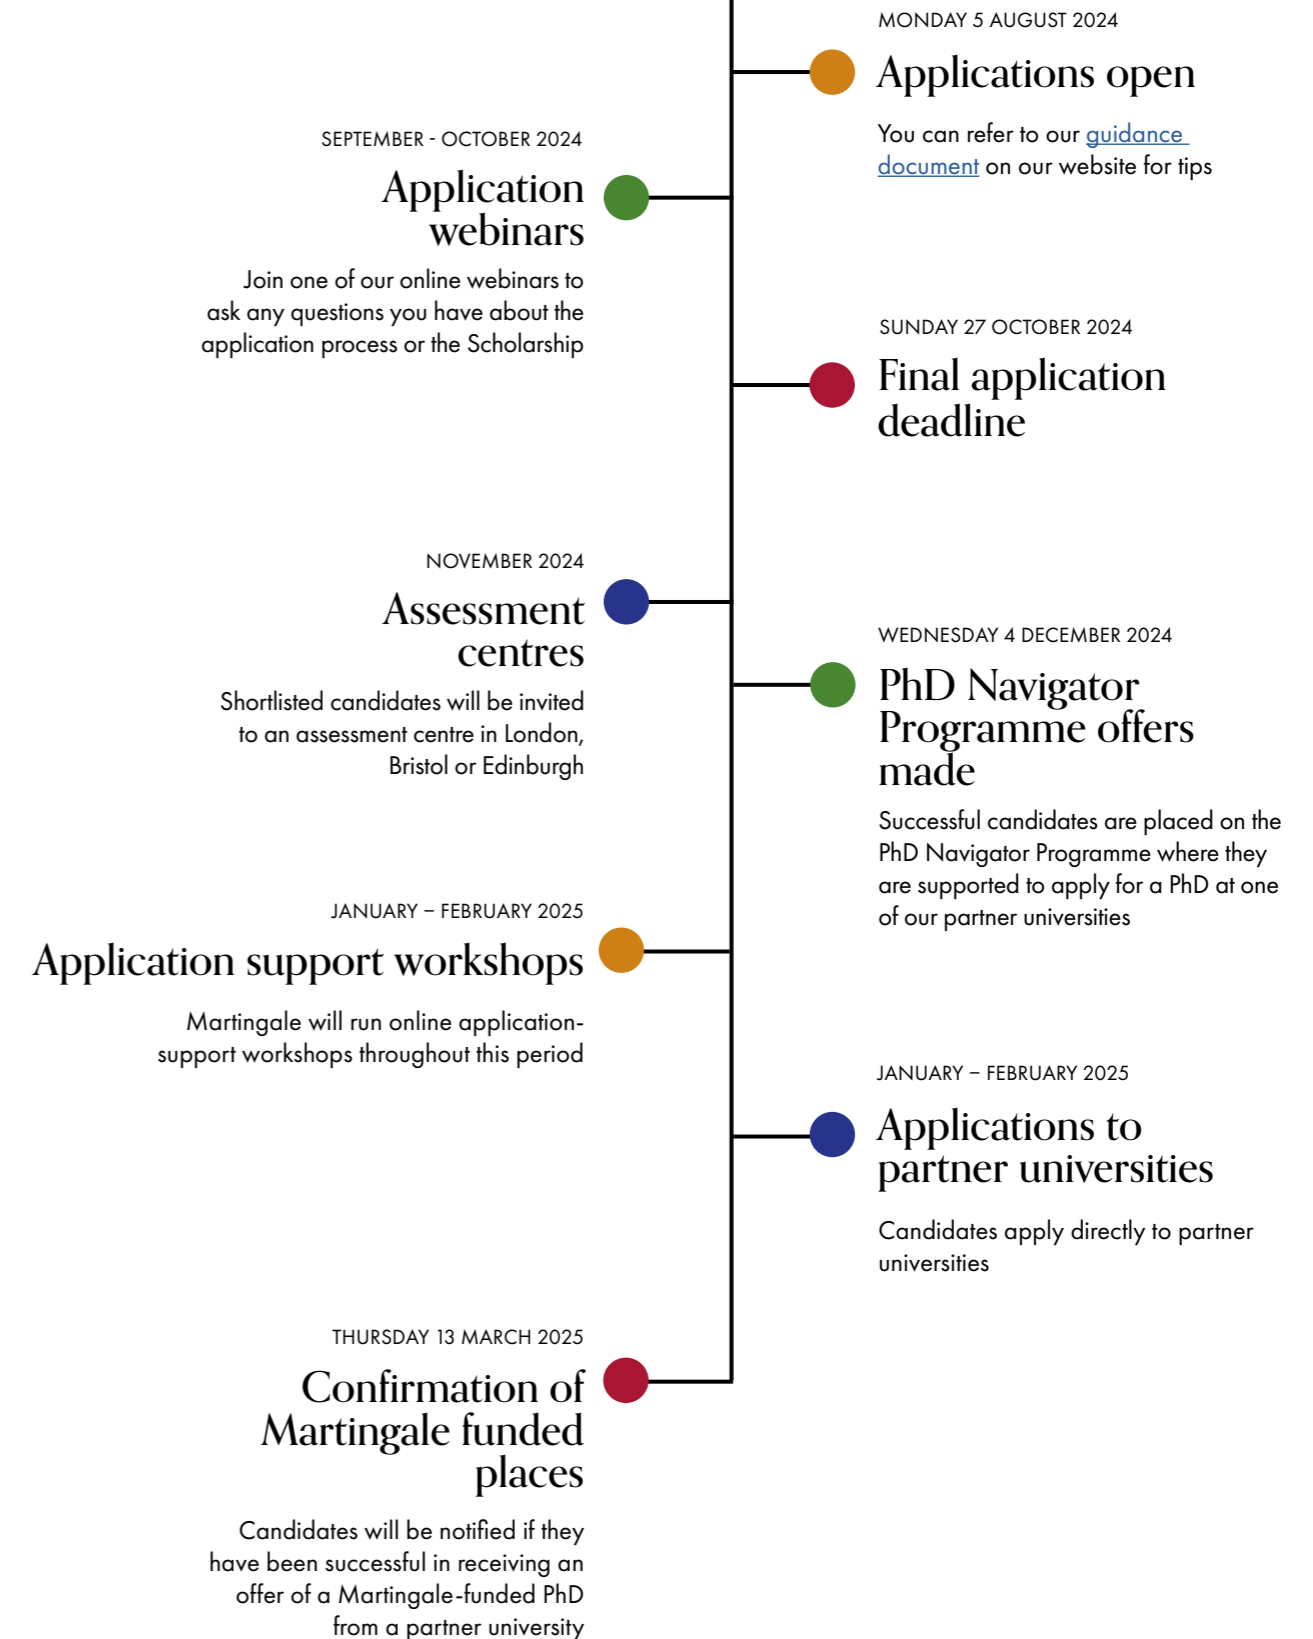 MONDAY 5 AUGUST 2024
Applications open
You can refer to our guidance
document on our website for tips
SEPTEMBER - OCTOBER 2024
Application
webinars
Join one of our online webinars to
ask any questions you have about the
application process or the Scholarship
SUNDAY 27 OCTOBER 2024
Final application
deadline
NOVEMBER 2024
Assessment
centres
Shortlisted candidates will be invited
to an assessment centre in London,
Bristol or Edinburgh
WEDNESDAY 4 DECEMBER 2024
PhD Navigator
Programme offers
made
Successful candidates are placed on the
PhD Navigator Programme where they
are supported to apply for a PhD at one
of our partner universities
JANUARY – FEBRUARY 2025
Application support workshops
Martingale will run online application-
support workshops throughout this period
JANUARY – FEBRUARY 2025
Applications to
partner universities
Candidates apply directly to partner
universities
THURSDAY 13 MARCH 2025
Confirmation of
Martingale funded
places
Candidates will be notified if they
have been successful in receiving an
offer of a Martingale-funded PhD
from a partner university